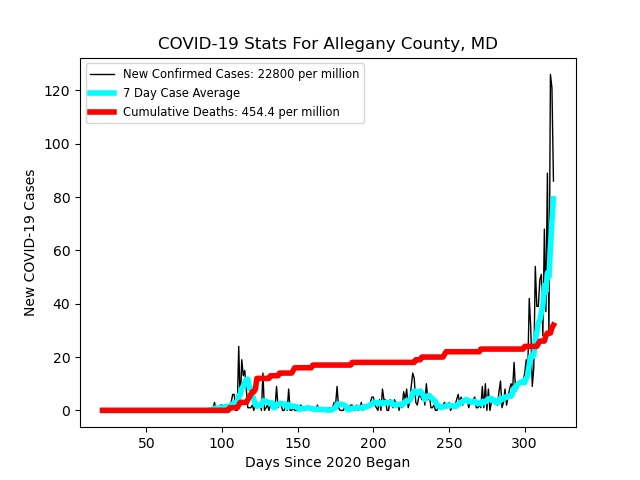 COVID-19 Stats For Allegany County, MD
New Confirmed Cases: 22800 per million
7 Day Case Average
Cumulative Deaths: 454.4 per million
New COVID-19 Cases
120
100
80
60
40
20
0
50
100
150
200
250
300
Days Since 2020 Began